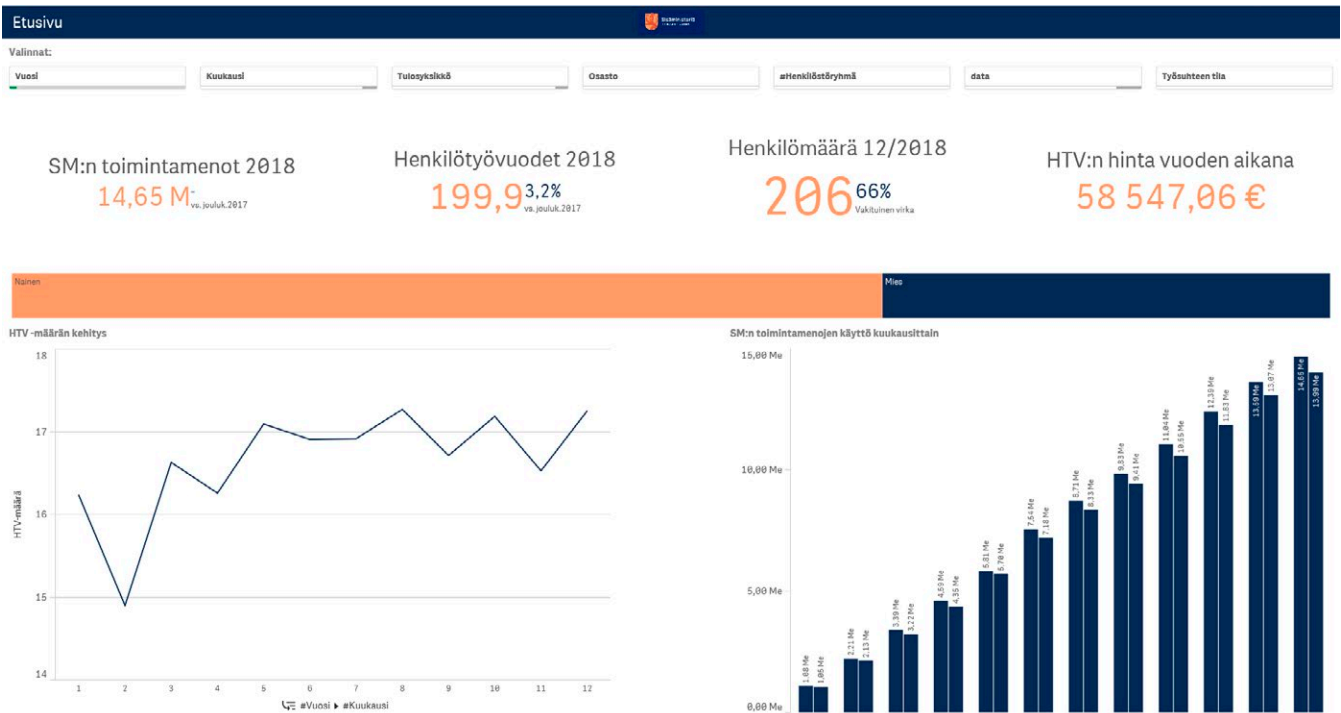 Etusivu
Valinnat:
Vuosi
Kuukausi
Tulosyksikkö
Osasto
#Henkilöstöryhmä
data
Työsuhteen tila
SM:n toimintamenot 2018
14,65 M-
vs. jouluk.2017
Henkilötyövuodet 2018
199,9 3,2%
vs. jouluk.2017
Henkilömäärä 12/2018
206 66%
Vakituinen virka
HTV:n hinta vuoden aikana
58 547,06 €
Nainen
Mies
HTV -määrän kehitys
18
17
16
15
14
HTV-määrä
1 2 3 4 5 6 7 8 9 10 11 12
#Vuosi ▸ #Kuukausi
SM:n toimintamenojen käyttö kuukausittain
15,00 Me
10,00 Me
5,00 Me
0,00 Me
1,08 Me
1,05 Me
2,21 Me
2,13 Me
3,39 Me
3,22 Me
4,59 Me
4,35 Me
5,81 Me
5,70 Me
7,54 Me
7,18 Me
8,71 Me
8,33 Me
9,83 Me
9,41 Me
11,04 Me
10,55 Me
12,39 Me
11,83 Me
13,59 Me
13,07 Me
14,65 Me
13,99 Me